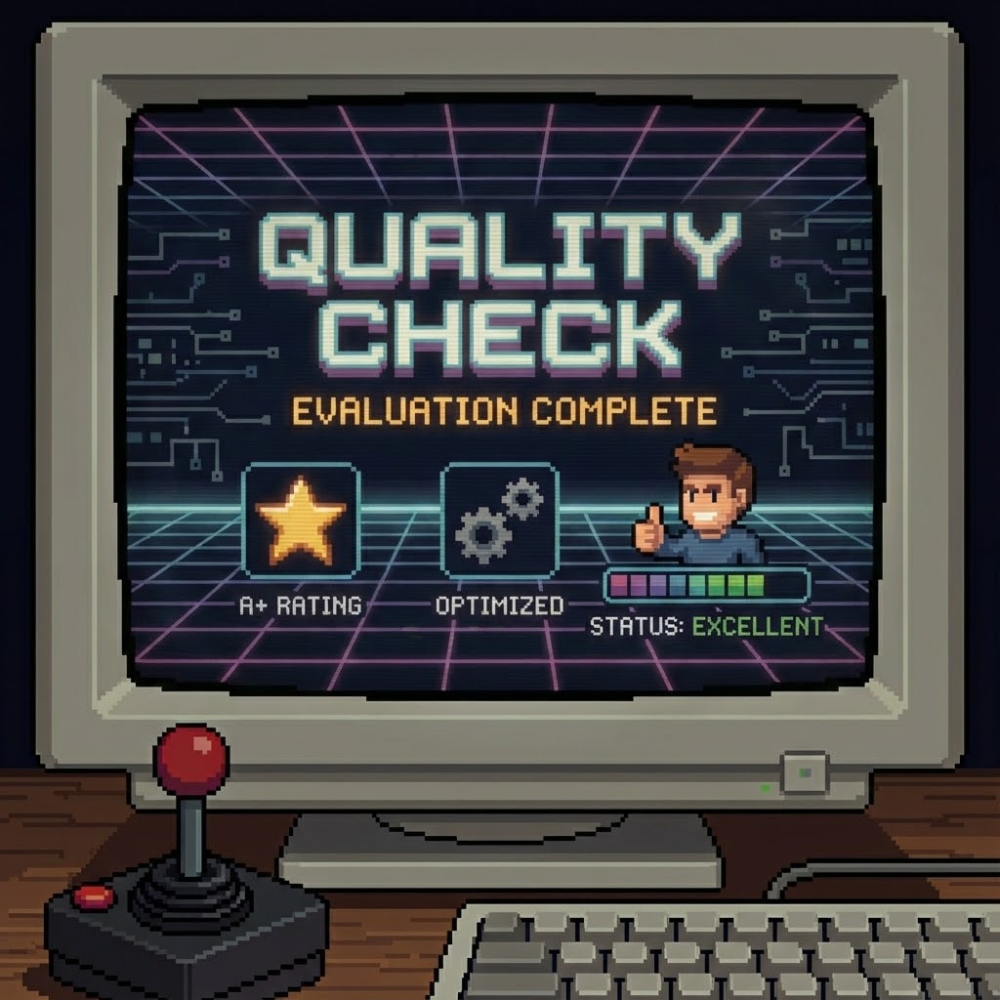 QUALITY
CHECK
EVALUATION COMPLETE
A+ RATING
OPTIMIZED
STATUS: EXCELLENT